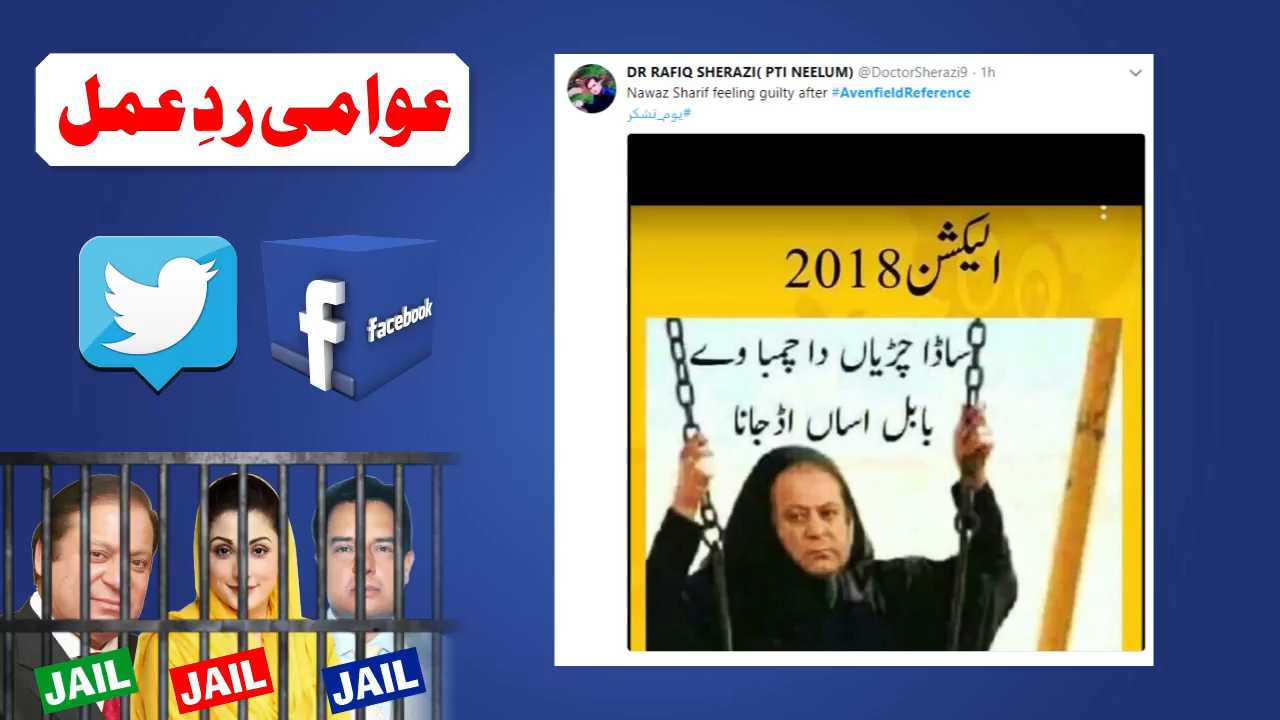 عوامی ردِعمل
DR RAFIQ SHERAZI( PTI NEELUM) @DoctorSherazi9 · 1h
Nawaz Sharif feeling guilty after #AvenfieldReference
#یوم_تشکر
الیکشن 2018
ساڈا چڑیاں دا چمبا وے
بابل اساں اڈ جانا
f facebook
JAIL JAIL JAIL